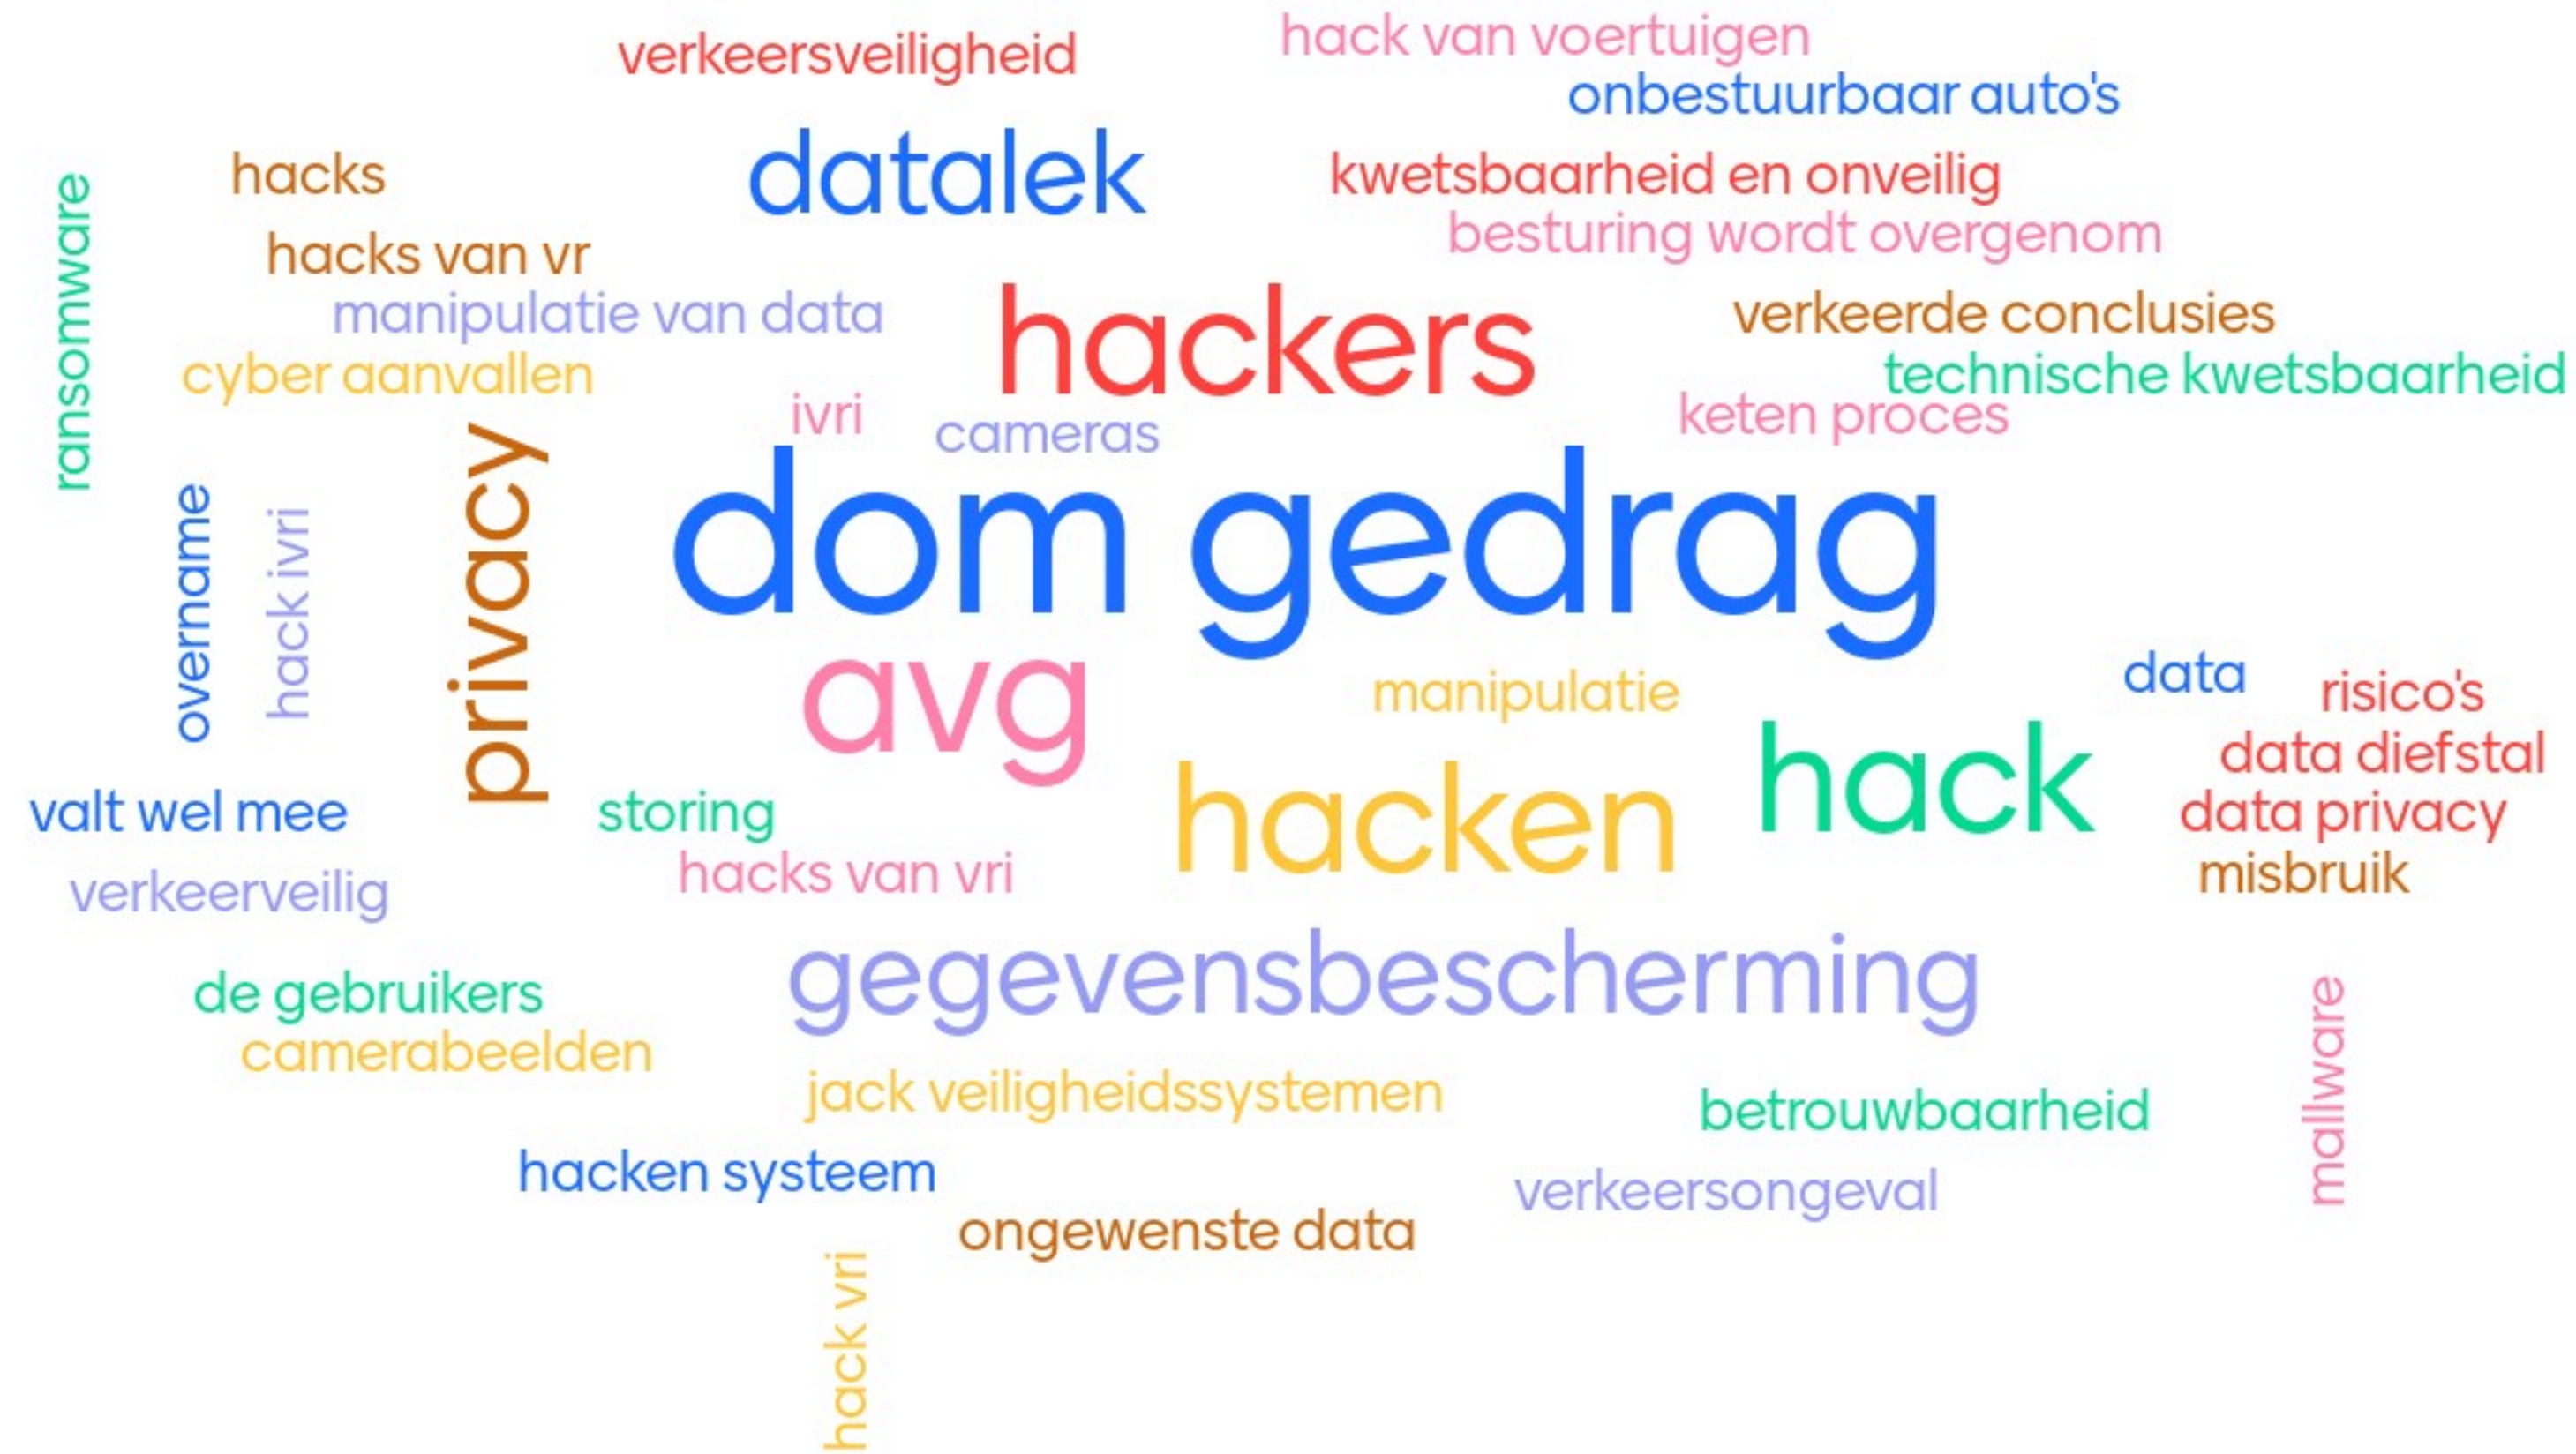 hack van voertuigen
verkeersveiligheid
onbestuurbaar auto's
datalek
hacks
kwetsbaarheid en onveilig
ransomware
besturing wordt overgenom
hacks van vr
manipulatie van data
hackers
verkeerde conclusies
cyber aanvallen
technische kwetsbaarheid
ivri
cameras
keten proces
privacy
dom gedrag
overname
hack ivri
avg
manipulatie
data
risico's
hack
data diefstal
valt wel mee
storing
hacken
data privacy
hacks van vri
misbruik
verkeerveilig
gegevensbescherming
de gebruikers
camerabeelden
jack veiligheidssystemen
mallware
betrouwbaarheid
hacken systeem
verkeersongeval
ongewenste data
hack vri